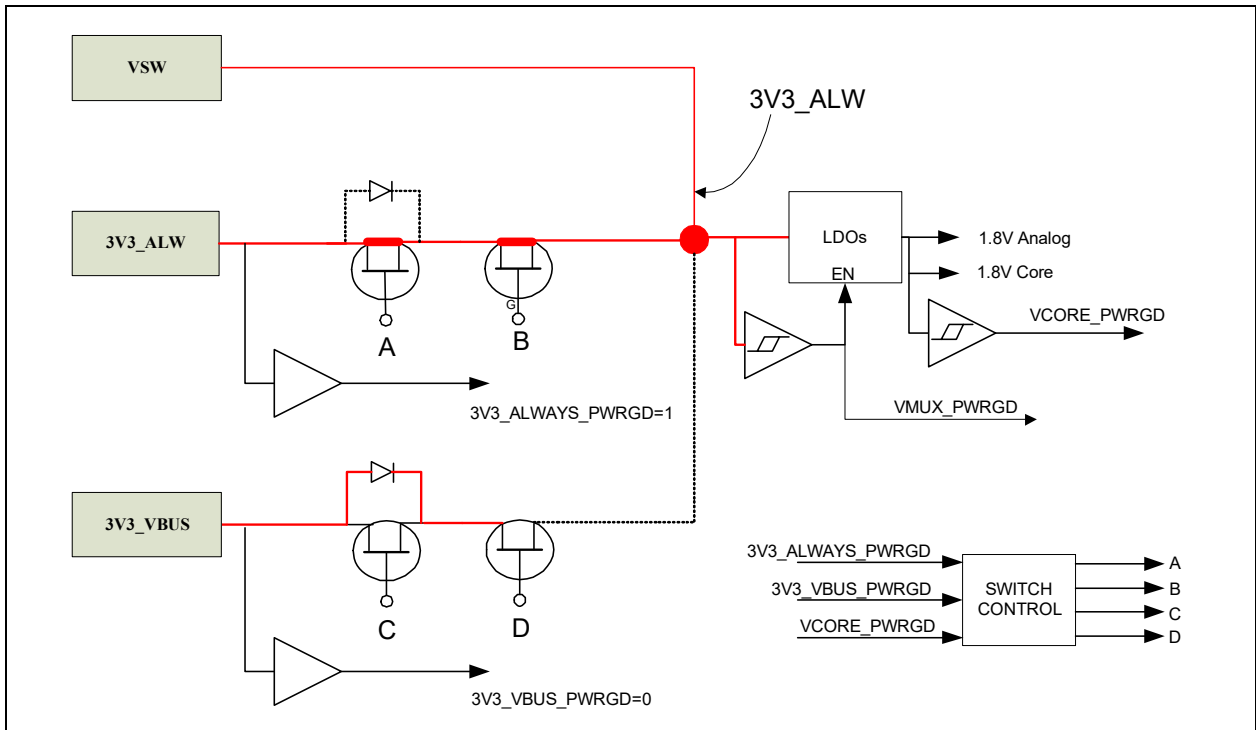 VSW
3V3_ALW
3V3_ALW
LDOs
EN
1.8V Analog
1.8V Core
VCORE_PWRGD
G
A
B
3V3_ALWAYS_PWRGD=1
VMUX_PWRGD
3V3_VBUS
C
D
3V3_VBUS_PWRGD=0
3V3_ALWAYS_PWRGD
3V3_VBUS_PWRGD
VCORE_PWRGD
SWITCH
CONTROL
A
B
C
D